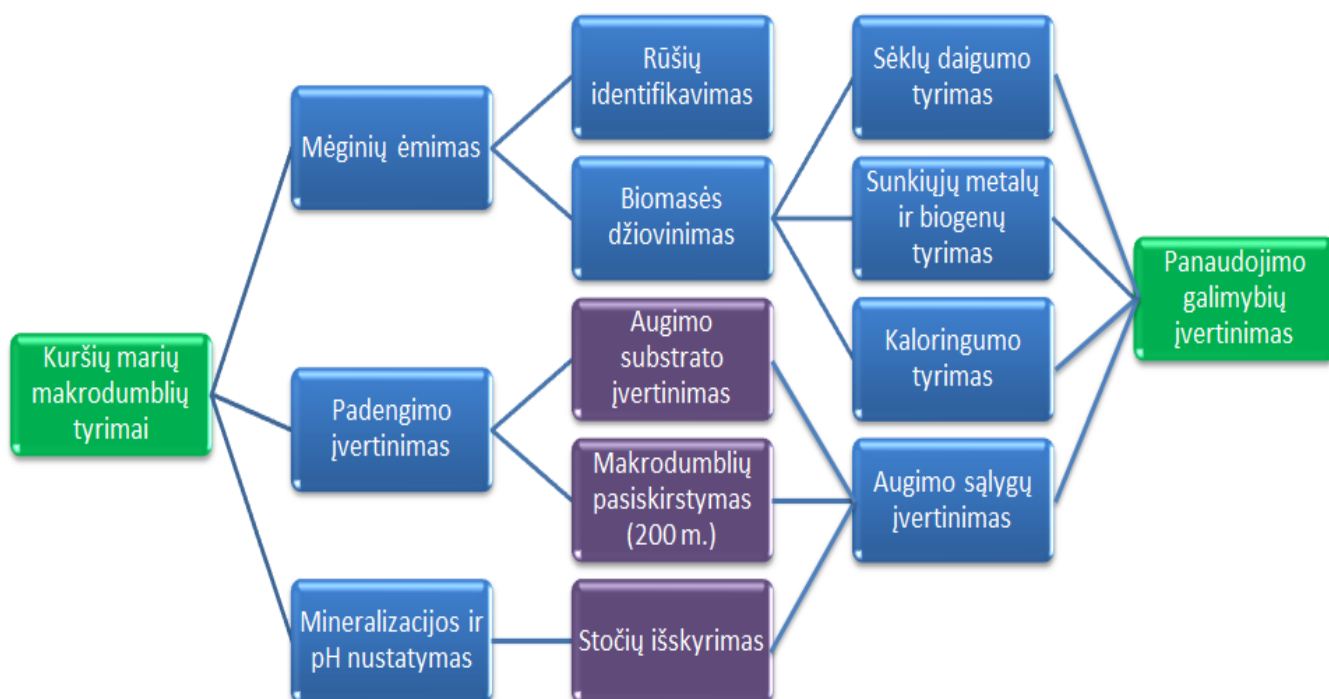 Kuršių marių
makrodumblių
tyrimai
Mėginių ėmimas
Padengimo
įvertinimas
Mineralizacijos ir
pH nustatymas
Rūšių
identifikavimas
Biomasės
džiovinimas
Augimo
substrato
įvertinimas
Makrodumblių
pasiskirstymas
(200 m.)
Stočių išskyrimas
Sėklų daigumo
tyrimas
Sunkiųjų metalų
ir biogenų
tyrimas
Kaloringumo
tyrimas
Augimo sąlygų
įvertinimas
Panaudojimo
galimybių
įvertinimas